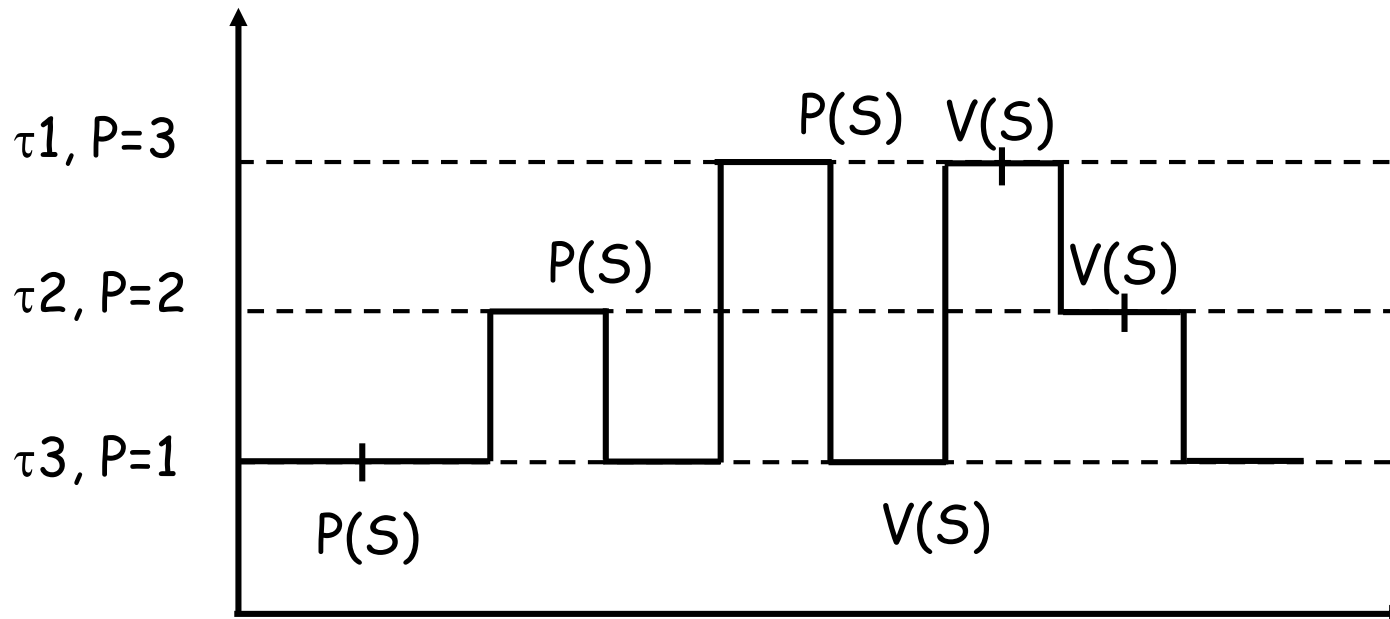 P(S) V(S)
τ1, P=3
P(S) V(S)
τ2, P=2
τ3, P=1
P(S) V(S)